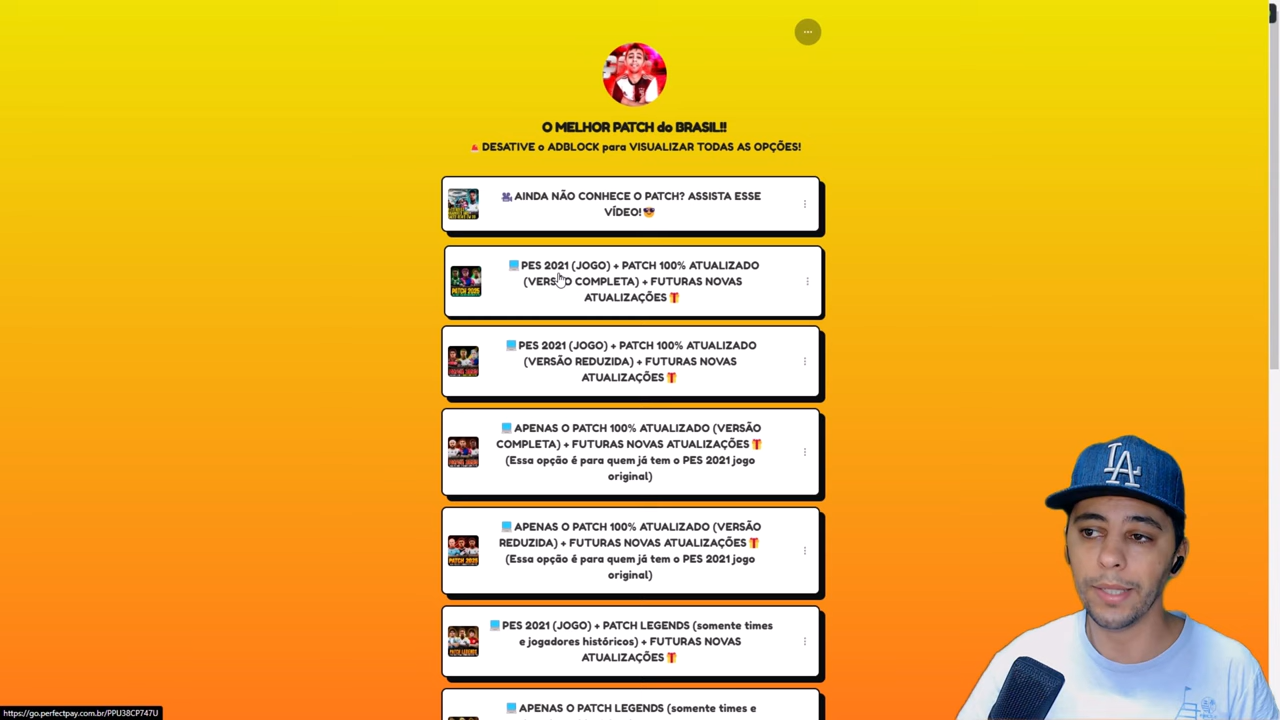 O MELHOR PATCH do BRASIL!!
DESATIVE o ADBLOCK para VISUALIZAR TODAS AS OPÇÕES!
AINDA NÃO CONHECE O PATCH? ASSISTA ESSE
VÍDEO!
PES 2021 (JOGO) + PATCH 100% ATUALIZADO
(VERSÃO COMPLETA) + FUTURAS NOVAS
ATUALIZAÇÕES
PES 2021 (JOGO) + PATCH 100% ATUALIZADO
(VERSÃO REDUZIDA) + FUTURAS NOVAS
ATUALIZAÇÕES
APENAS O PATCH 100% ATUALIZADO (VERSÃO
COMPLETA) + FUTURAS NOVAS ATUALIZAÇÕES
(Essa opção é para quem já tem o PES 2021 jogo
original)
APENAS O PATCH 100% ATUALIZADO (VERSÃO
REDUZIDA) + FUTURAS NOVAS ATUALIZAÇÕES
(Essa opção é para quem já tem o PES 2021 jogo
original)
PES 2021 (JOGO) + PATCH LEGENDS (somente times
e jogadores históricos) + FUTURAS NOVAS
ATUALIZAÇÕES
APENAS O PATCH LEGENDS (somente times e
LA
https://go.perfectpay.com.br/PPU38CP747U